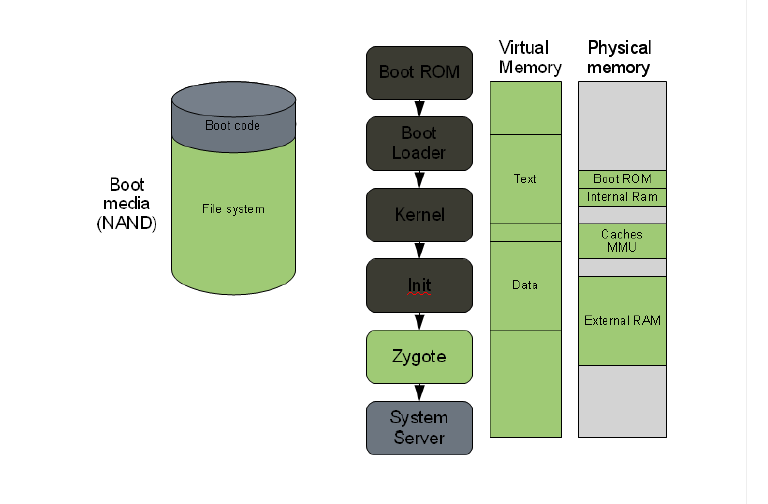 Boot
media
(NAND)
Boot code
File system
Boot ROM
Boot
Loader
Kernel
Init
Zygote
System
Server
Virtual
Memory
Text
Data
Physical
memory
Boot ROM
Internal Ram
Caches
MMU
External RAM